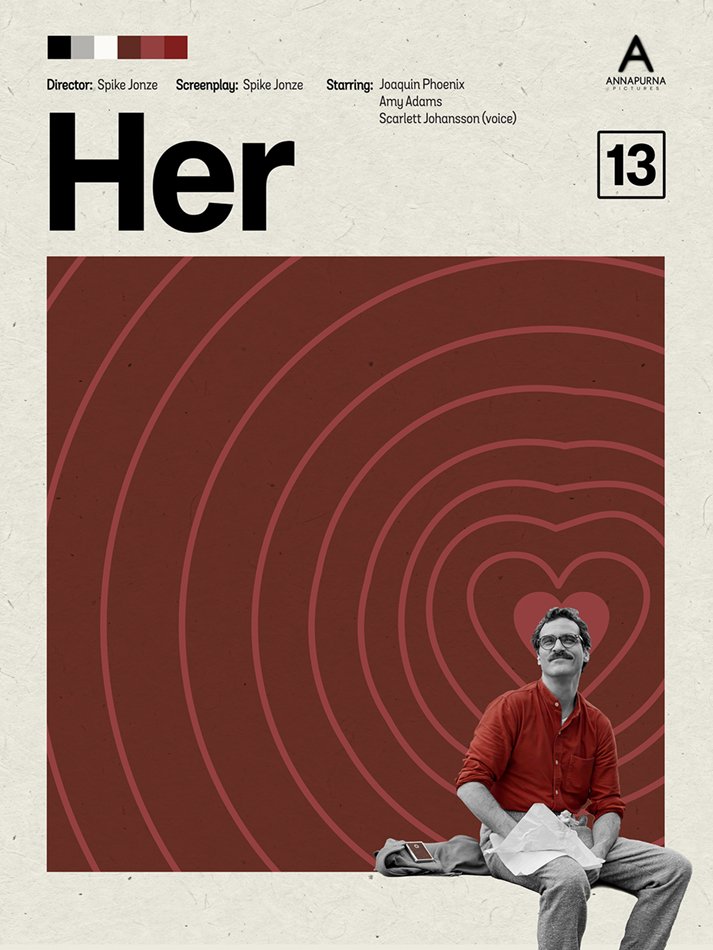 Director: Spike Jonze Screenplay: Spike Jonze Starring: Joaquin Phoenix
Amy Adams
Scarlett Johansson (voice)
ANNAPURNA
PICTURES
Her
13